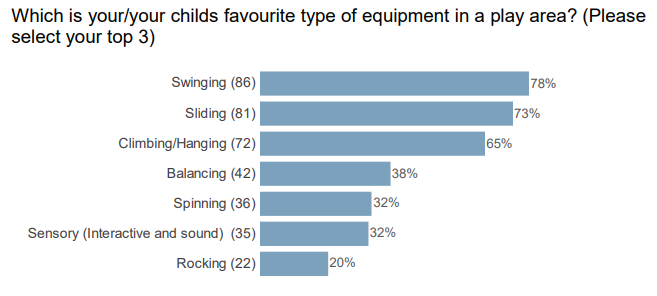 Which is your/your childs favourite type of equipment in a play area? (Please
select your top 3)
Swinging (86) 78%
Sliding (81) 73%
Climbing/Hanging (72) 65%
Balancing (42) 38%
Spinning (36) 32%
Sensory (Interactive and sound) (35) 32%
Rocking (22) 20%